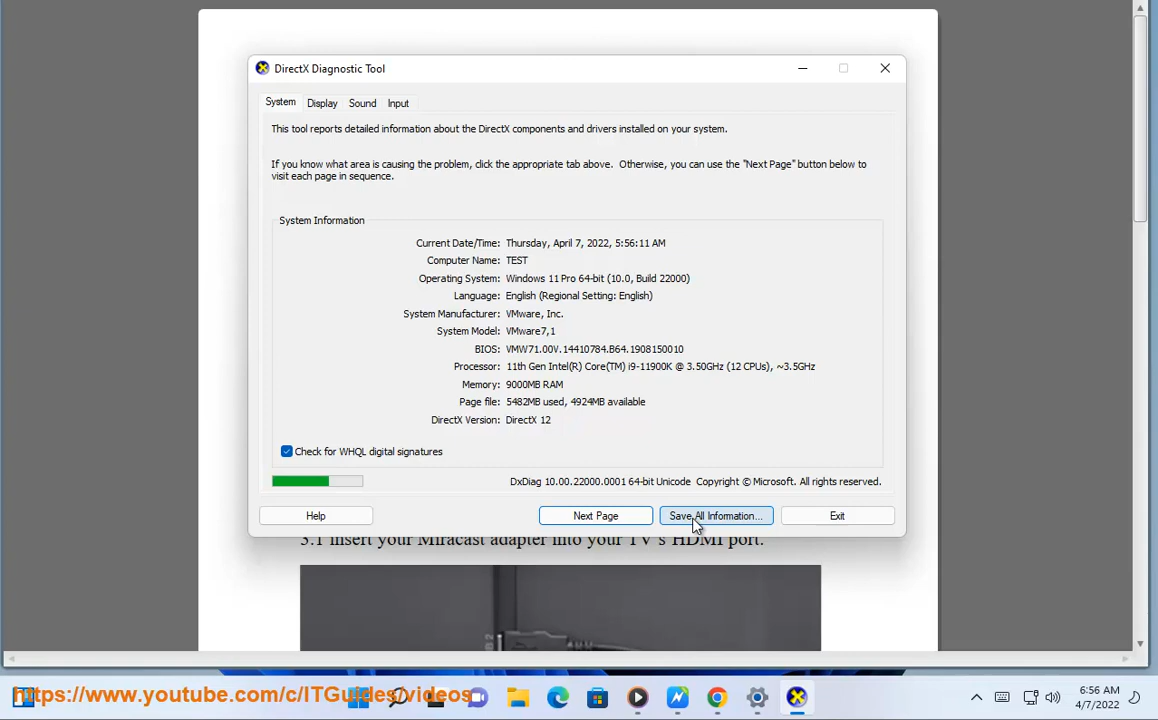 DirectX Diagnostic Tool
System Display Sound Input
This tool reports detailed information about the DirectX components and drivers installed on your system.
If you know what area is causing the problem, click the appropriate tab above. Otherwise, you can use the "Next Page" button below to
visit each page in sequence.
System Information
Current Date/Time: Thursday, April 7, 2022, 5:56:11 AM
Computer Name: TEST
Operating System: Windows 11 Pro 64-bit (10.0, Build 22000)
Language: English (Regional Setting: English)
System Manufacturer: VMware, Inc.
System Model: VMware7,1
BIOS: VMW71.00V.14410784.B64.1908150010
Processor: 11th Gen Intel(R) Core(TM) i9-11900K @ 3.50GHz (12 CPUs), ~3.5GHz
Memory: 9000MB RAM
Page file: 5482MB used, 4924MB available
DirectX Version: DirectX 12
Check for WHQL digital signatures
DxDiag 10.00.22000.0001 64-bit Unicode Copyright © Microsoft. All rights reserved.
Help Next Page Save All Information... Exit
3.1 Insert your Miracast adapter into your TV's HDMI port.
https://www.youtube.com/c/ITGuides/videos
6:56 AM
4/7/2022